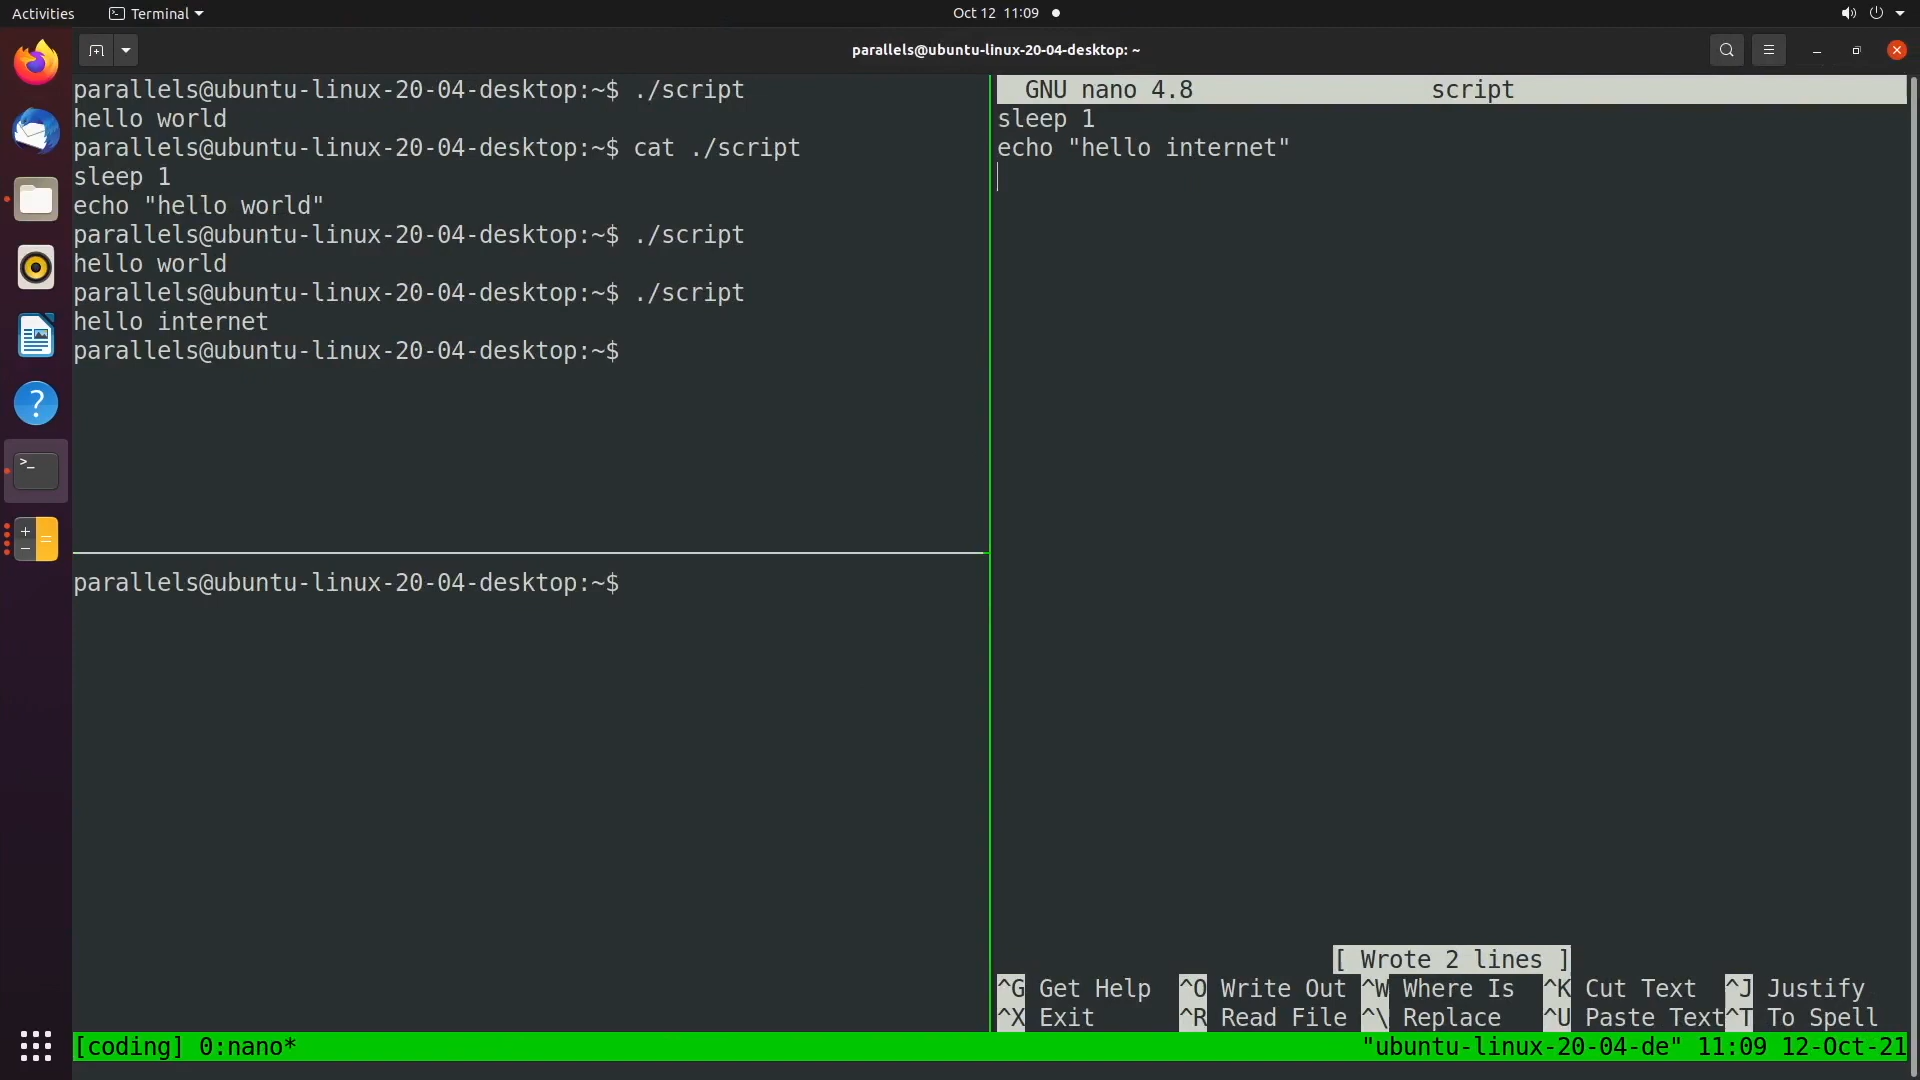 Activities
Terminal
Oct 12 11:09
parallels@ubuntu-linux-20-04-desktop: ~
parallels@ubuntu-linux-20-04-desktop:~$ ./script
hello world
parallels@ubuntu-linux-20-04-desktop:~$ cat ./script
sleep 1
echo "hello world"
parallels@ubuntu-linux-20-04-desktop:~$ ./script
hello world
parallels@ubuntu-linux-20-04-desktop:~$ ./script
hello internet
parallels@ubuntu-linux-20-04-desktop:~$
parallels@ubuntu-linux-20-04-desktop:~$
GNU nano 4.8 script
sleep 1
echo "hello internet"
[ Wrote 2 lines ]
^G Get Help ^O Write Out ^W Where Is ^K Cut Text ^J Justify
^X Exit ^R Read File ^\ Replace ^U Paste Text ^T To Spell
[coding] 0:nano* "ubuntu-linux-20-04-de" 11:09 12-Oct-21